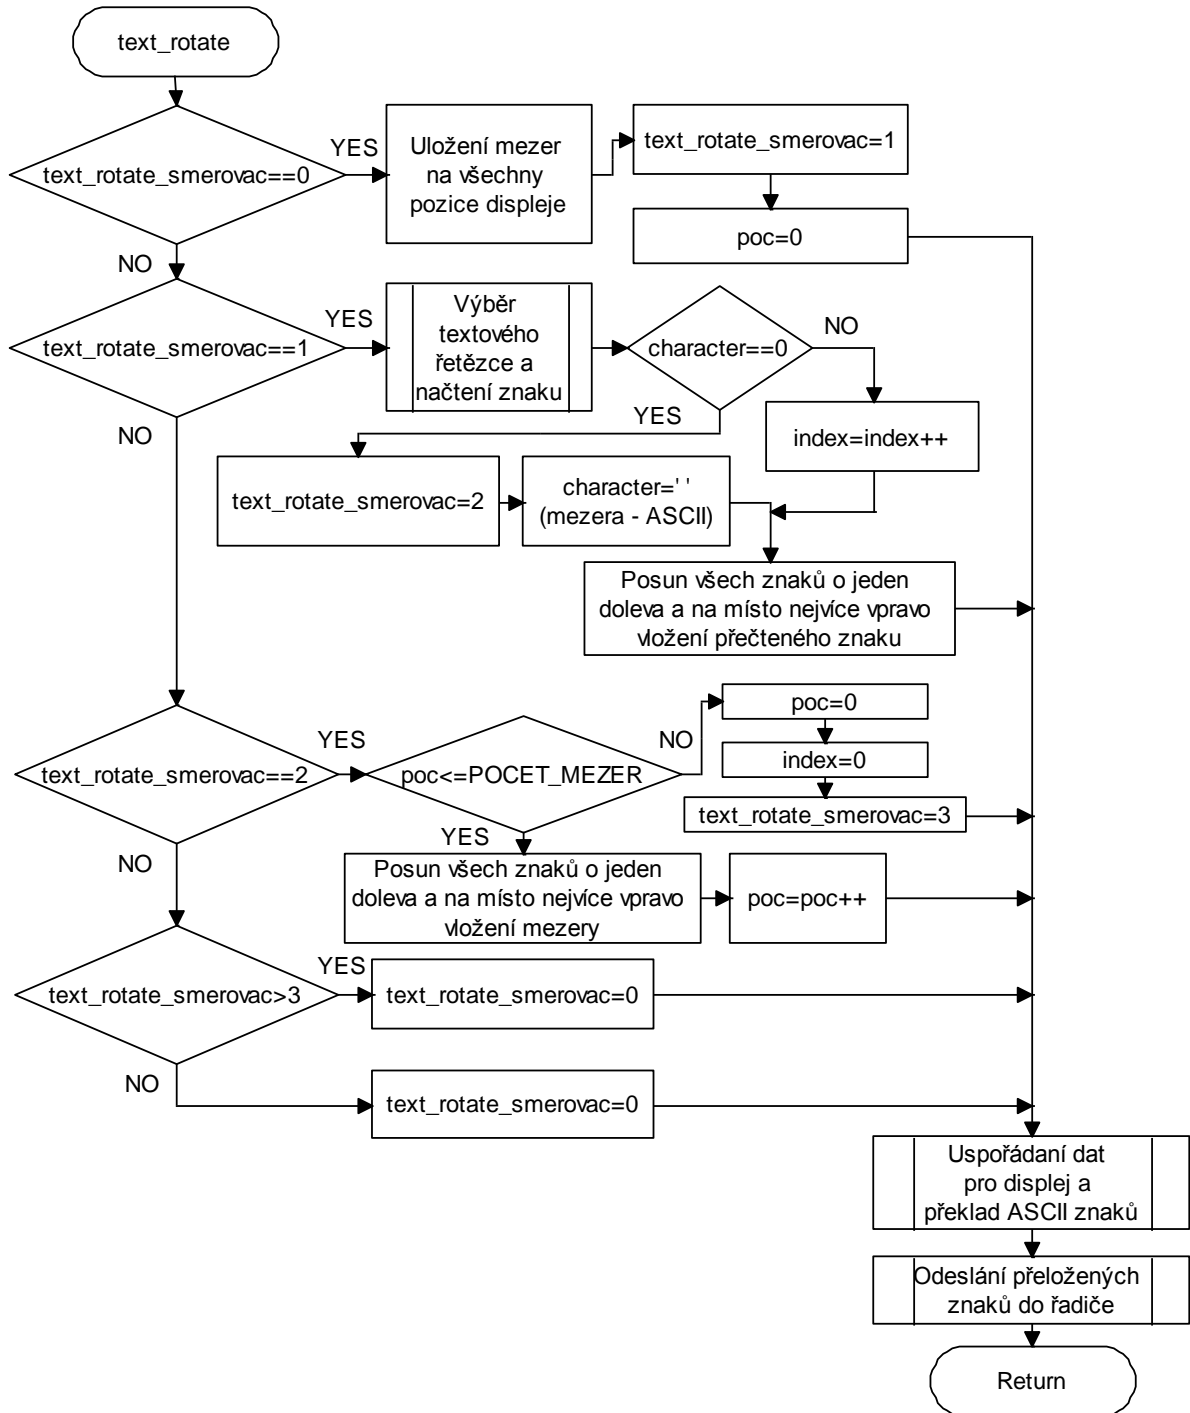 text_rotate
text_rotate_smerovac==0
YES
NO
Uložení mezer
na všechny
pozice displeje
text_rotate_smerovac=1
poc=0
text_rotate_smerovac==1
YES
NO
Výběr
textového
řetězce a
načtení znaku
character==0
NO
YES
index=index++
text_rotate_smerovac=2
character=' '
(mezera - ASCII)
Posun všech znaků o jeden
doleva a na místo nejvíce vpravo
vložení přečteného znaku
text_rotate_smerovac==2
YES
NO
poc<=POCET_MEZER
NO
YES
poc=0
index=0
text_rotate_smerovac=3
Posun všech znaků o jeden
doleva a na místo nejvíce vpravo
vložení mezery
poc=poc++
text_rotate_smerovac>3
YES
NO
text_rotate_smerovac=0
text_rotate_smerovac=0
Uspořádaní dat
pro displej a
překlad ASCII znaků
Odeslání přeložených
znaků do řadiče
Return